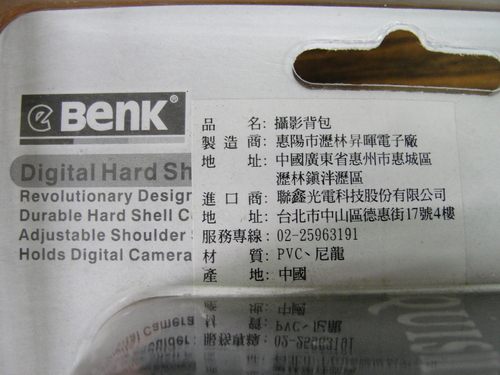 e BENK®
Digital Hard Sh
Revolutionary Design
Durable Hard Shell C
Adjustable Shoulder
Holds Digital Camera
品 名: 攝影背包
製 造 商: 惠陽市瀝林昇暉電子廠
地 址: 中國廣東省惠州市惠城區
瀝林鎮泮瀝區
進 口 商: 聯鑫光電科技股份有限公司
地 址: 台北市中山區德惠街17號4樓
服務專線: 02-25963191
材 質: PVC、尼龍
產 地: 中國